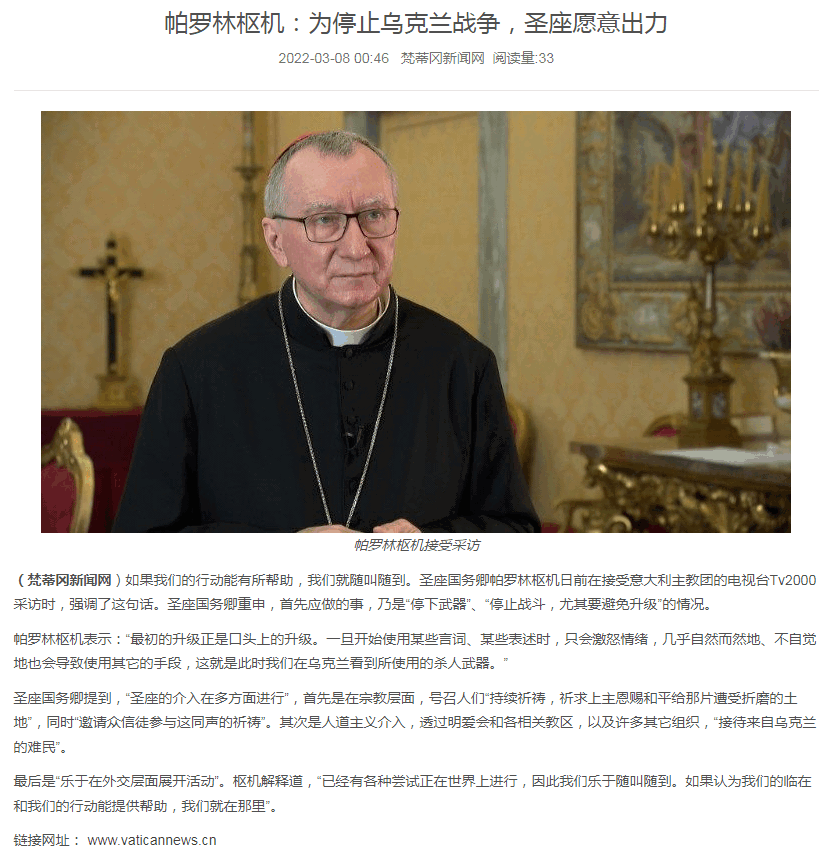 帕罗林枢机：为停止乌克兰战争，圣座愿意出力
2022-03-08 00:46 梵蒂冈新闻网 阅读量:33
帕罗林枢机接受采访
（梵蒂冈新闻网）如果我们的行动能有所帮助，我们就随叫随到。圣座国务卿帕罗林枢机日前在接受意大利主教团的电视台Tv2000
采访时，强调了这句话。圣座国务卿重申，首先应做的事，乃是“停下武器”、“停止战斗，尤其要避免升级”的情况。
帕罗林枢机表示：“最初的升级正是口头上的升级。一旦开始使用某些言词、某些表述时，只会激怒情绪，几乎自然而然地、不自觉
地也会导致使用其它的手段，这就是此时我们在乌克兰看到所使用的杀人武器。”
圣座国务卿提到，“圣座的介入在多方面进行”，首先是在宗教层面，号召人们“持续祈祷，祈求上主恩赐和平给那片遭受折磨的土
地”，同时“邀请众信徒参与这同声的祈祷”。其次是人道主义介入，透过明爱会和各相关教区，以及许多其它组织，“接待来自乌克兰
的难民”。
最后是“乐于在外交层面展开活动”。枢机解释道，“已经有各种尝试正在世界上进行，因此我们乐于随叫随到。如果认为我们的临在
和我们的行动能提供帮助，我们就在那里”。
链接网址： www.vaticannews.cn